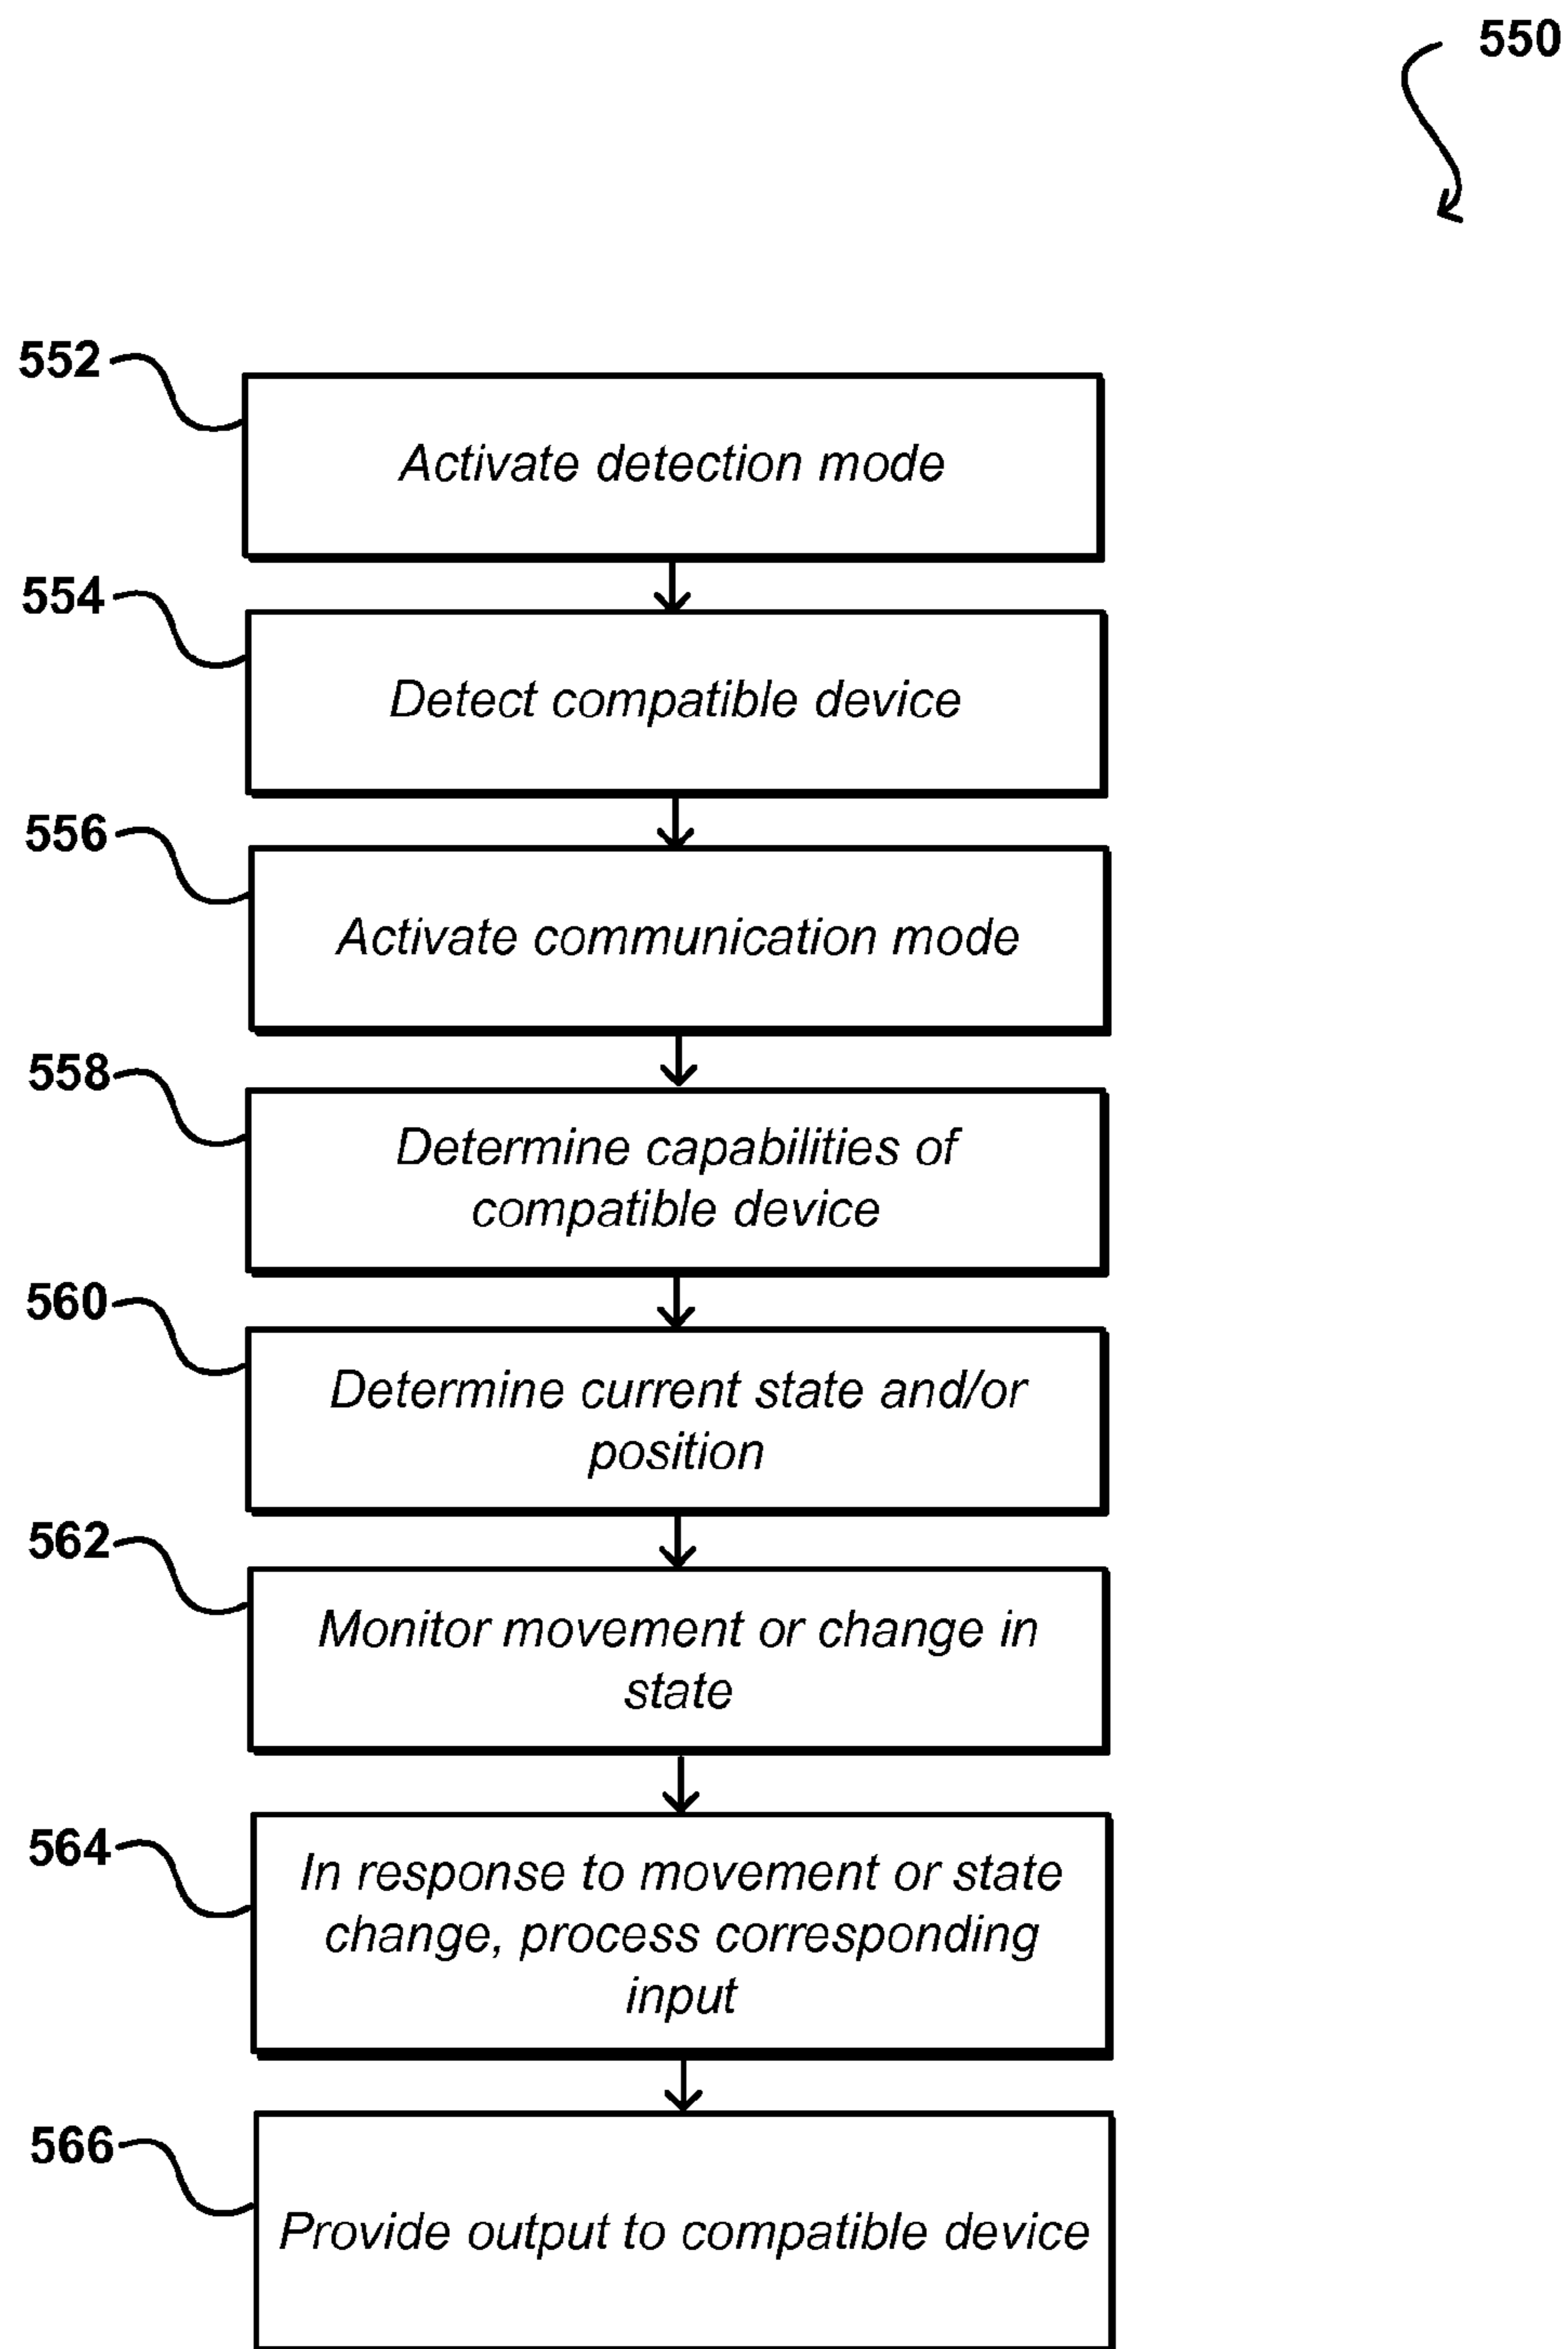 550
552
Activate detection mode
554
Detect compatible device
556
Activate communication mode
558
Determine capabilities of
compatible device
560
Determine current state and/or
position
562
Monitor movement or change in
state
564
In response to movement or state
change, process corresponding
input
566
Provide output to compatible device